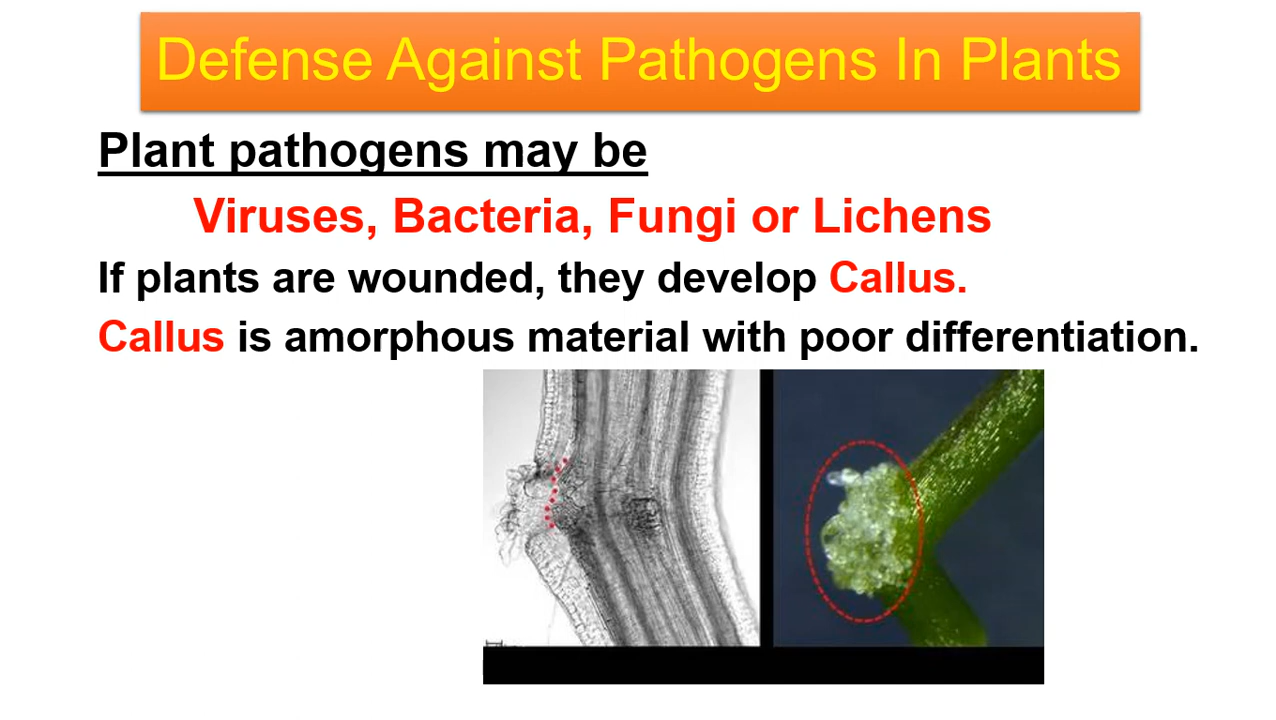 Defense Against Pathogens In Plants
Plant pathogens may be
Viruses, Bacteria, Fungi or Lichens
If plants are wounded, they develop Callus.
Callus is amorphous material with poor differentiation.